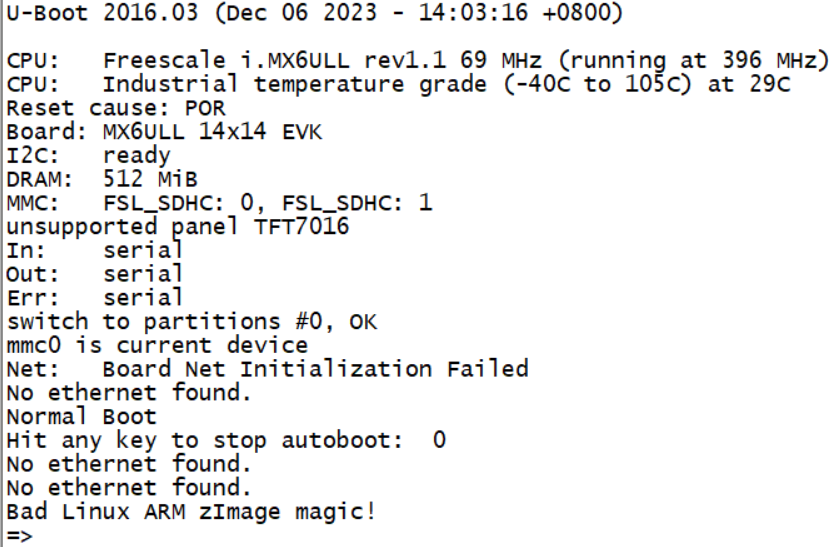 U-Boot 2016.03 (Dec 06 2023 - 14:03:16 +0800)
CPU:   Freescale i.MX6ULL rev1.1 69 MHz (running at 396 MHz)
CPU:   Industrial temperature grade (-40C to 105C) at 29C
Reset cause: POR
Board: MX6ULL 14x14 EVK
I2C:   ready
DRAM:  512 MiB
MMC:   FSL_SDHC: 0, FSL_SDHC: 1
unsupported panel TFT7016
In:    serial
Out:   serial
Err:   serial
switch to partitions #0, OK
mmc0 is current device
Net:   Board Net Initialization Failed
No ethernet found.
Normal Boot
Hit any key to stop autoboot:  0
No ethernet found.
No ethernet found.
Bad Linux ARM zImage magic!
=>